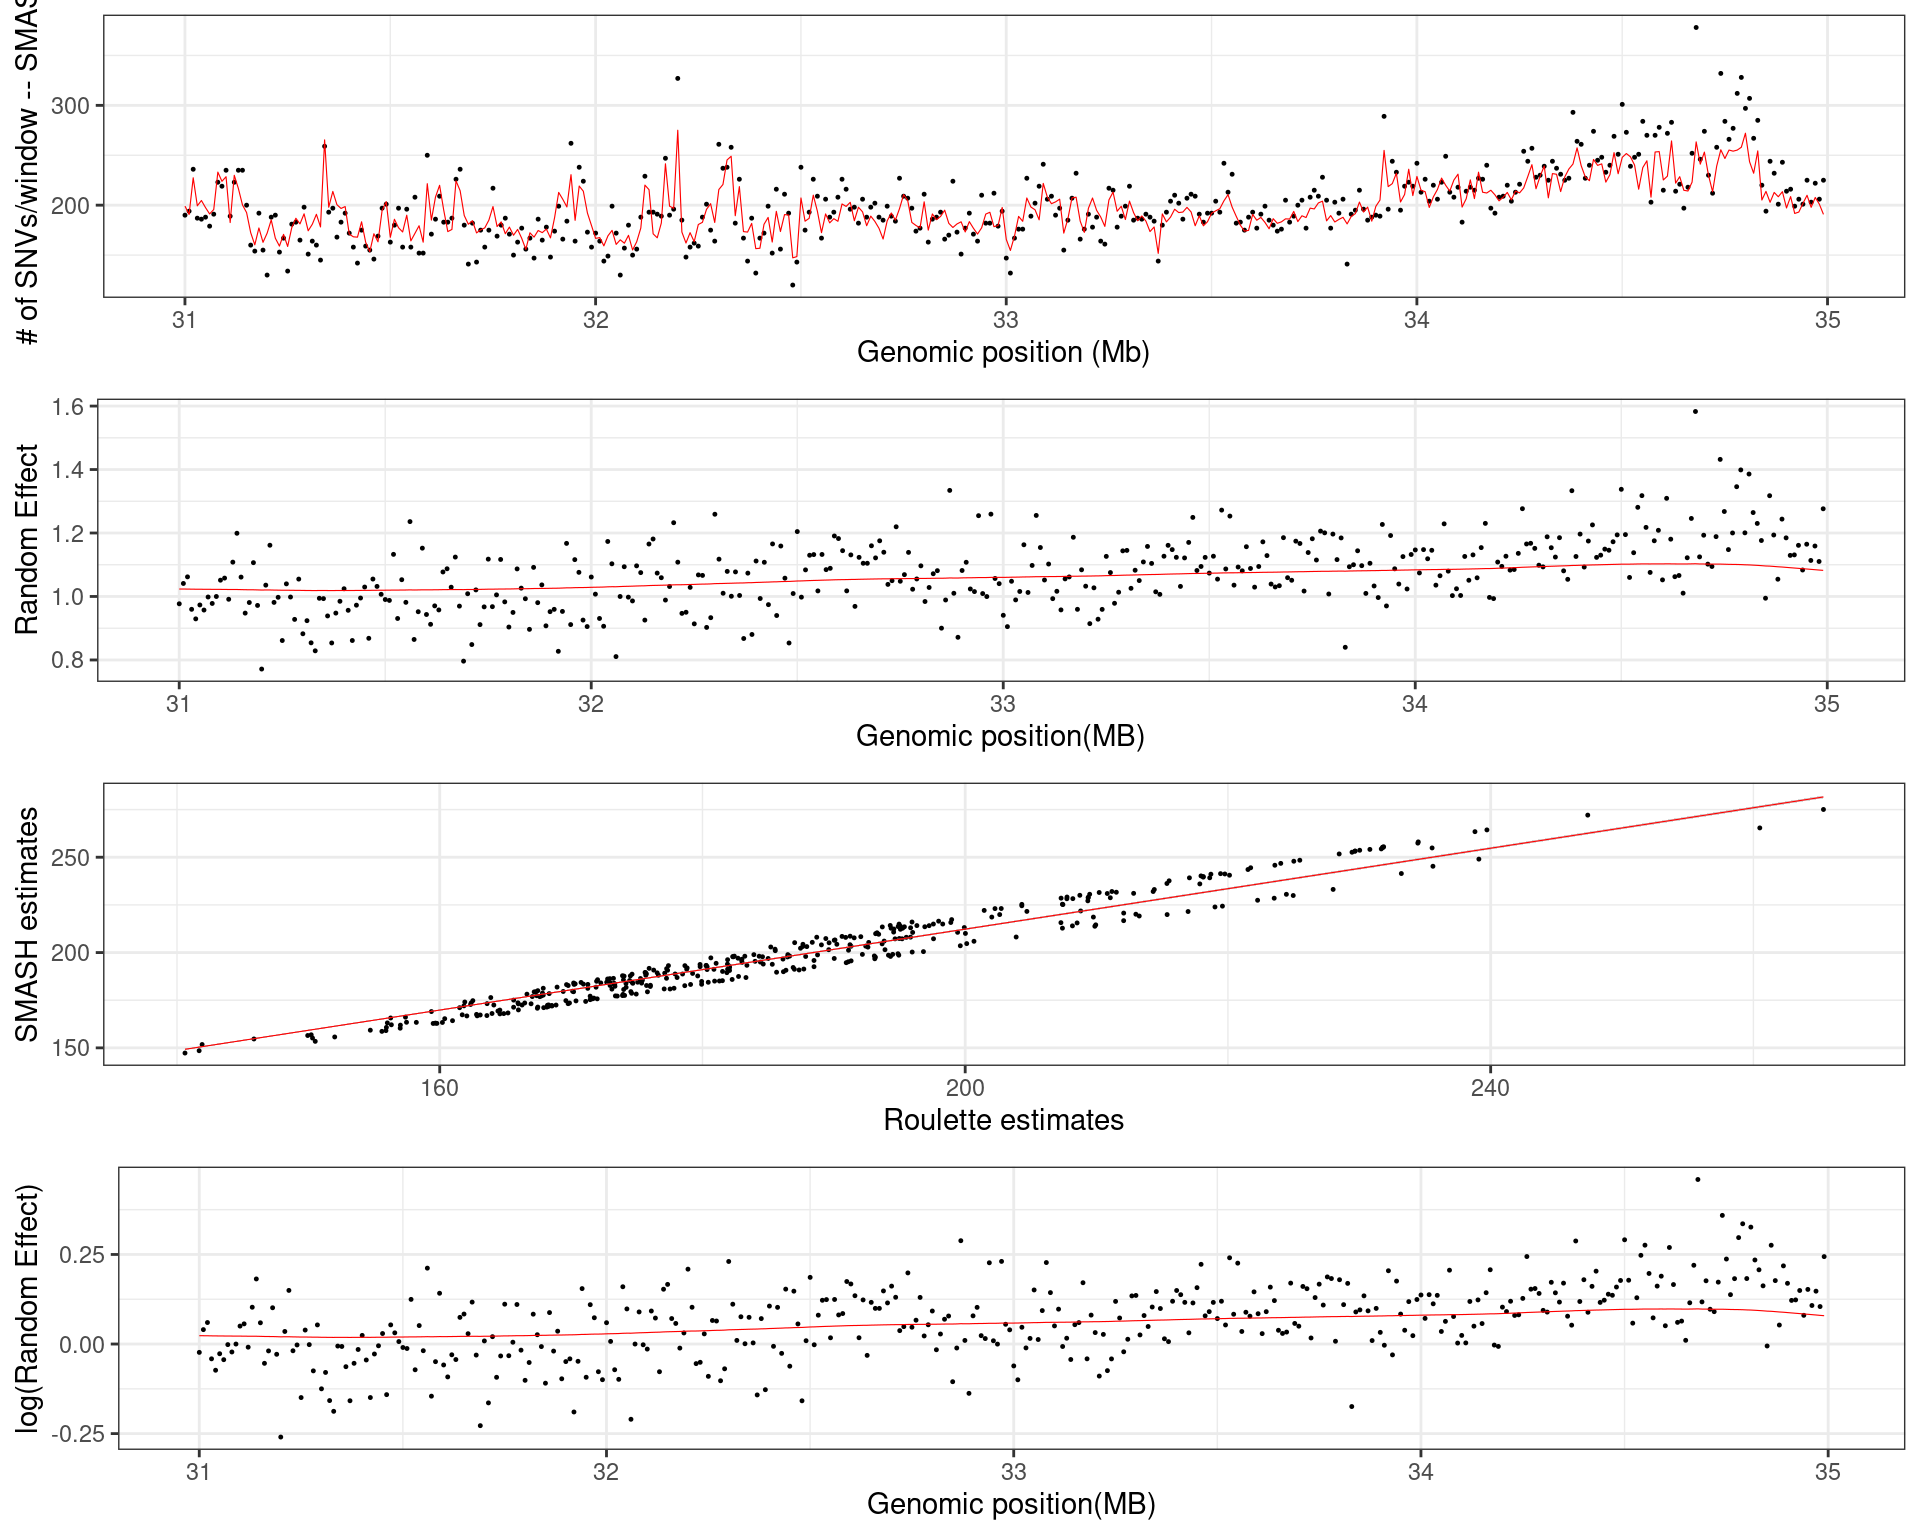 # of SNVs/window -- SMAS
300
200
31 32 33 34 35
Genomic position (Mb)
Random Effect
1.6
1.4
1.2
1.0
0.8
31 32 33 34 35
Genomic position(MB)
SMASH estimates
250
200
150
160 200 240
Roulette estimates
log(Random Effect)
0.25
0.00
-0.25
31 32 33 34 35
Genomic position(MB)